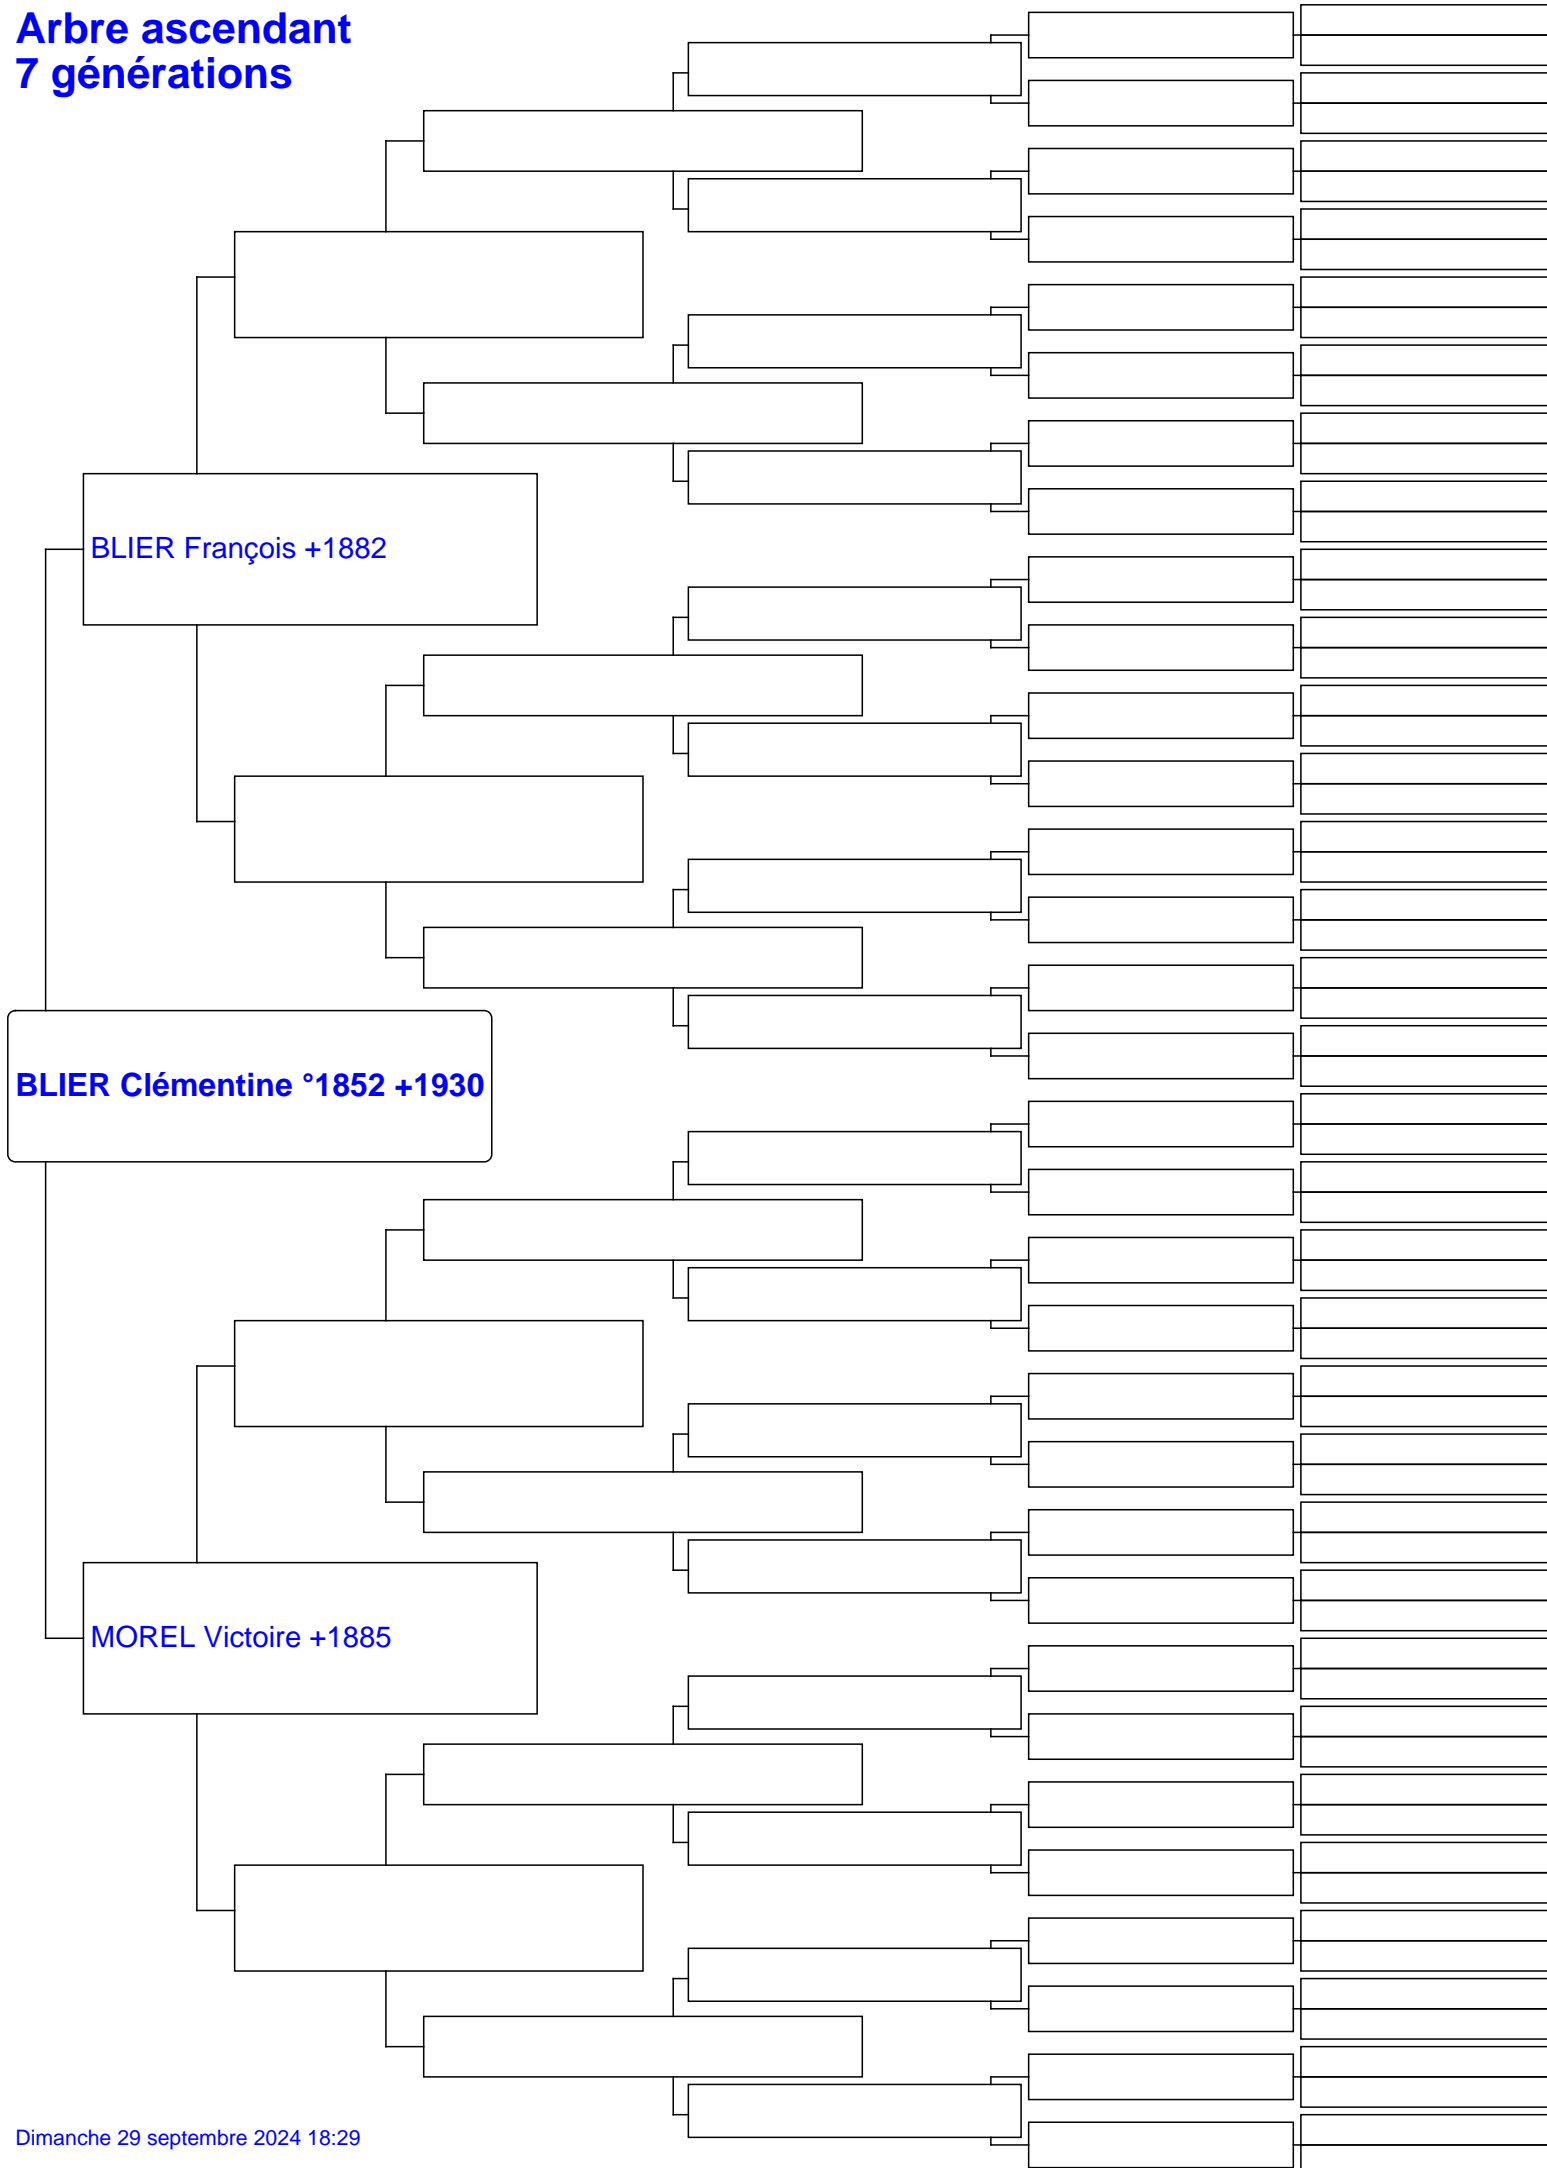 Arbre ascendant
7 générations
BLIER François +1882
BLIER Clémentine °1852 +1930
MOREL Victoire +1885
Dimanche 29 septembre 2024 18:29